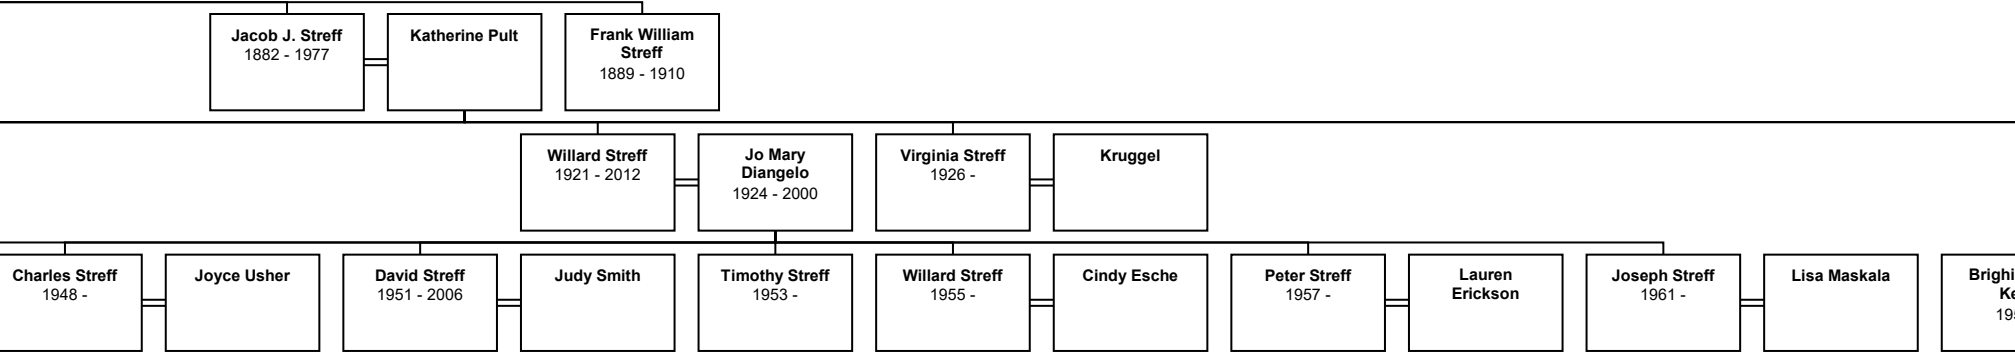 Jacob J. Streff
1882 - 1977
Katherine Pult
Frank William
Streff
1889 - 1910
Willard Streff
1921 - 2012
Jo Mary
Diangelo
1924 - 2000
Virginia Streff
1926 -
Kruggel
Charles Streff
1948 -
Joyce Usher
David Streff
1951 - 2006
Judy Smith
Timothy Streff
1953 -
Willard Streff
1955 -
Cindy Esche
Peter Streff
1957 -
Lauren
Erickson
Joseph Streff
1961 -
Lisa Maskala